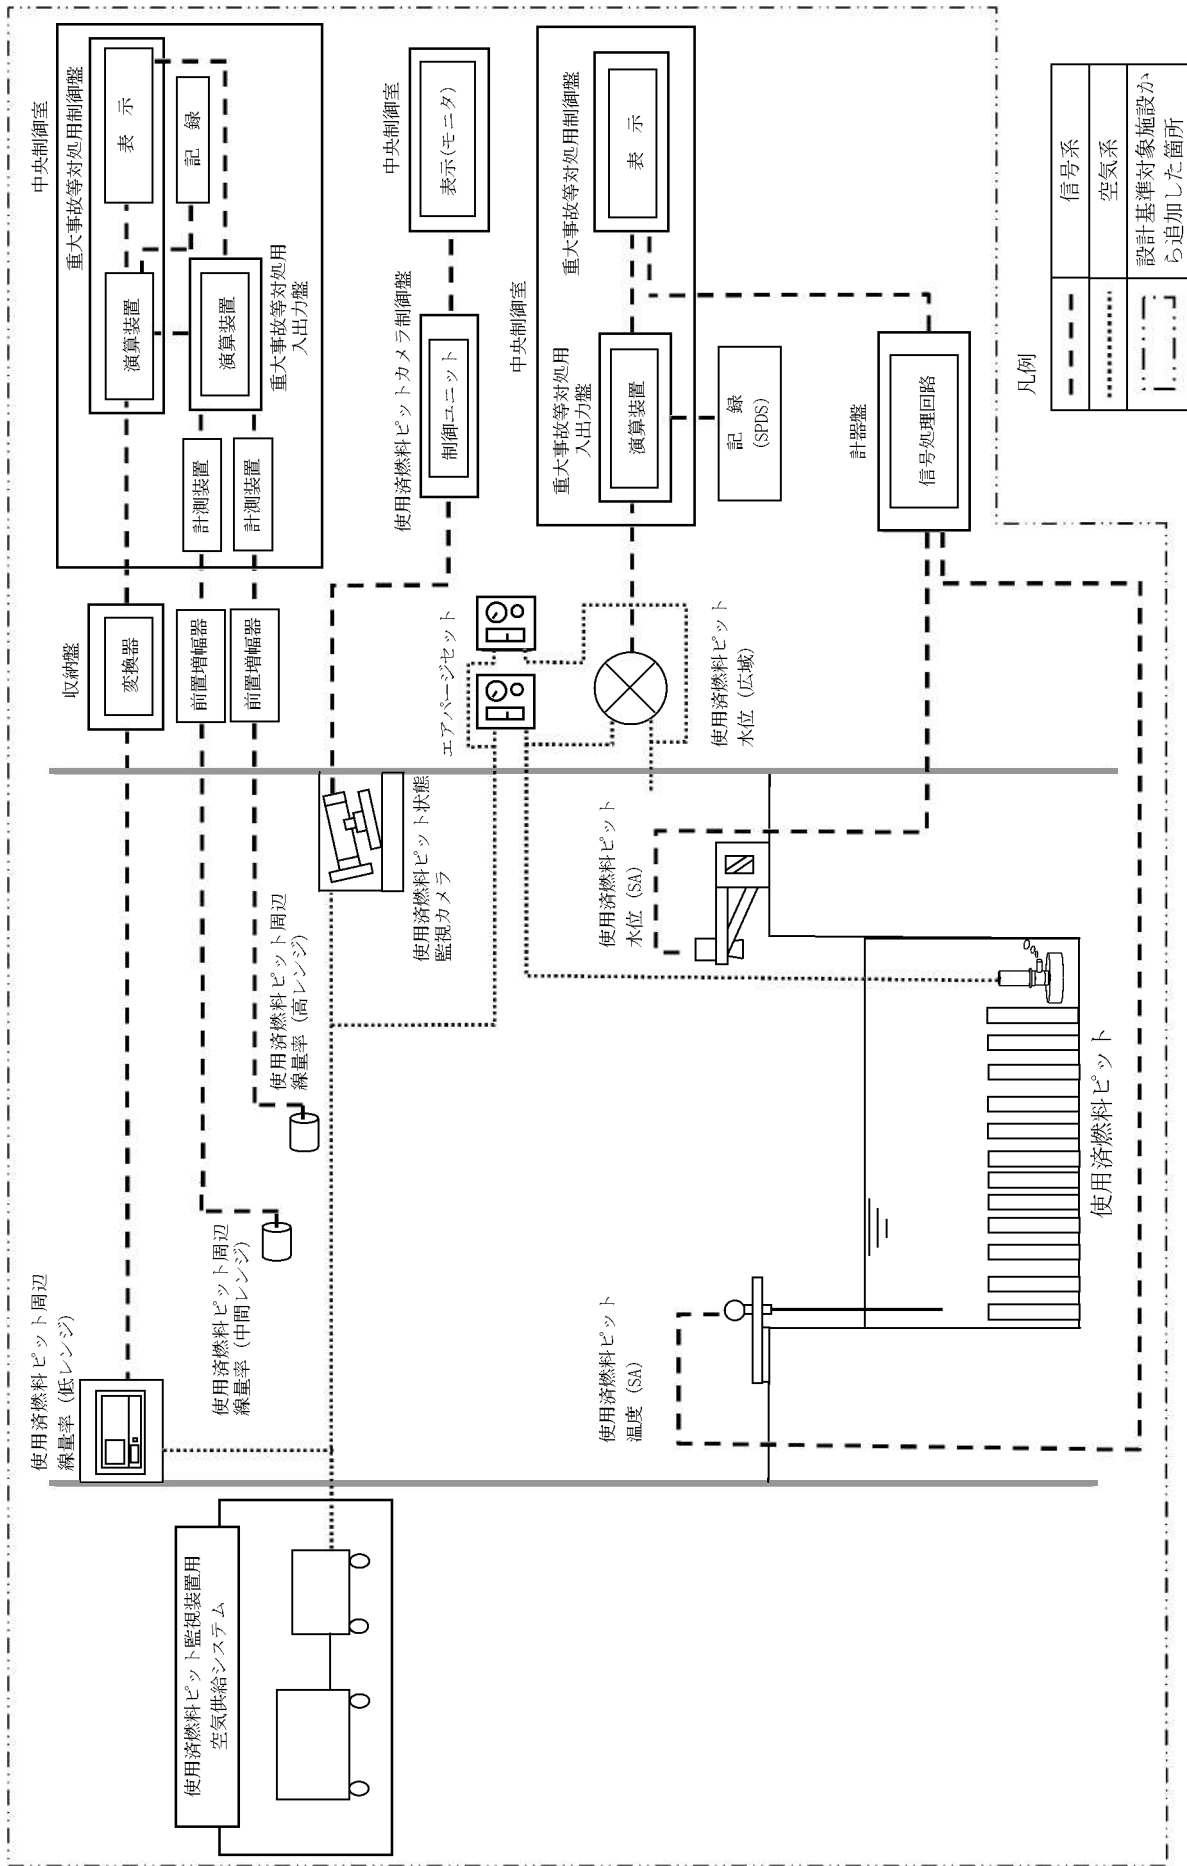 使用済燃料ピット監視装置用
空気供給システム
使用済燃料ピット周辺
線量率(低レンジ)
使用済燃料ピット周辺
線量率(中間レンジ)
使用済燃料ピット周辺
線量率(高レンジ)
使用済燃料ピット状態
監視カメラ
収納盤
変換器
前置増幅器
前置増幅器
中央制御室
重大事故等対処用制御盤
演算装置
表 示
記 録
計測装置
計測装置
演算装置
重大事故等対処用
入出力盤
使用済燃料ピットカメラ制御盤
制御ユニット
中央制御室
表示(モニタ)
エアパージセット
使用済燃料ピット
水位(広域)
中央制御室
重大事故等対処用
入出力盤
演算装置
重大事故等対処用制御盤
表 示
記 録
(SPDS)
計器盤
信号処理回路
使用済燃料ピット
温度(SA)
使用済燃料ピット
水位(SA)
使用済燃料ピット
凡例
信号系
空気系
設計基準対象施設か
ら追加した箇所